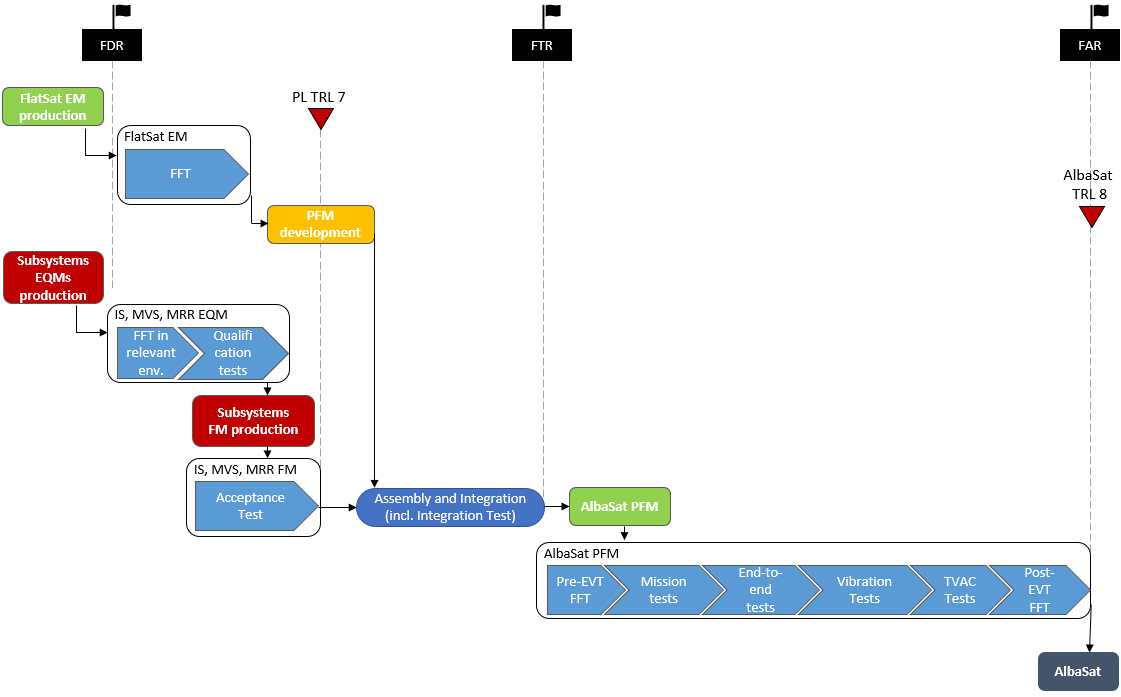 FDR
FTR
FAR
FlatSat EM
production
PL TRL 7
FlatSat EM
FFT
AlbaSat
TRL 8
PFM
development
Subsystems
EQMs
production
IS, MVS, MRR EQM
FFT in
relevant
env.
Qualifi
cation
tests
Subsystems
FM production
IS, MVS, MRR FM
Acceptance
Test
Assembly and Integration
(incl. Integration Test)
AlbaSat PFM
AlbaSat PFM
Pre-EVT
FFT
Mission
tests
End-to-
end
tests
Vibration
Tests
TVAC
Tests
Post-
EVT
FFT
AlbaSat